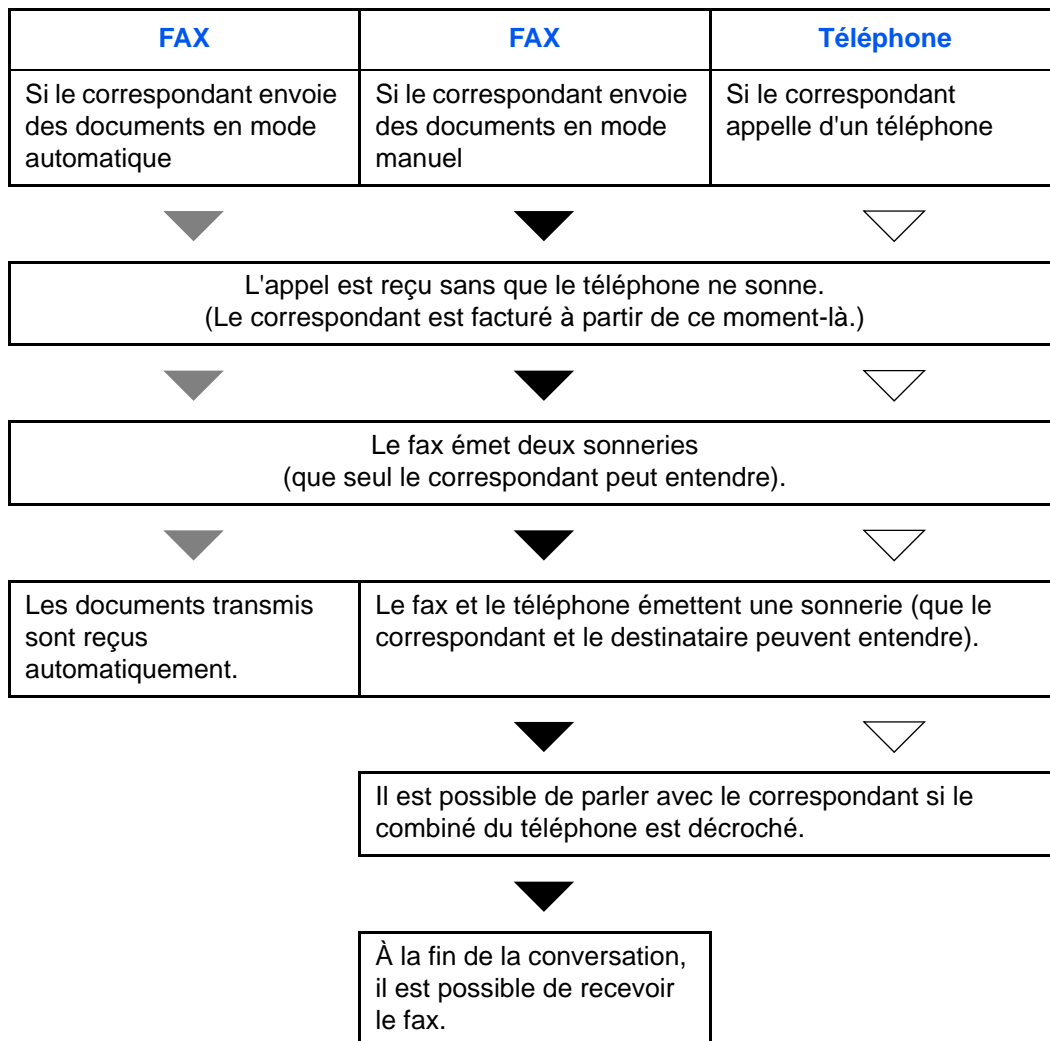 FAX
FAX
Téléphone
Si le correspondant envoie
des documents en mode
automatique
Si le correspondant envoie
des documents en mode
manuel
Si le correspondant
appelle d'un téléphone
L'appel est reçu sans que le téléphone ne sonne.
(Le correspondant est facturé à partir de ce moment-là.)
Le fax émet deux sonneries
(que seul le correspondant peut entendre).
Les documents transmis
sont reçus
automatiquement.
Le fax et le téléphone émettent une sonnerie (que le
correspondant et le destinataire peuvent entendre).
Il est possible de parler avec le correspondant si le
combiné du téléphone est décroché.
À la fin de la conversation,
il est possible de recevoir
le fax.